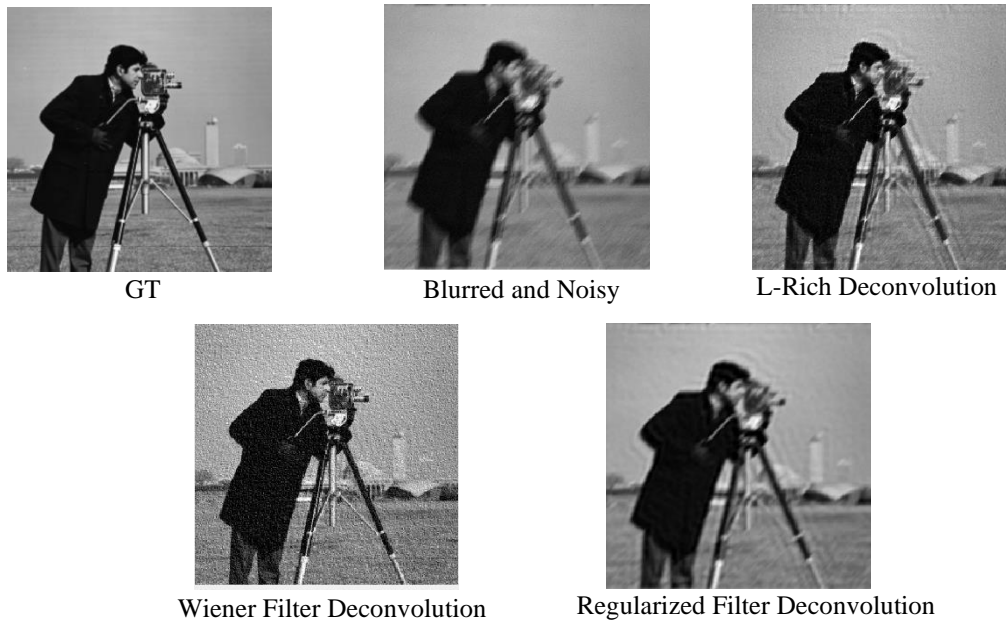 GT
Blurred and Noisy
L-Rich Deconvolution
Wiener Filter Deconvolution
Regularized Filter Deconvolution